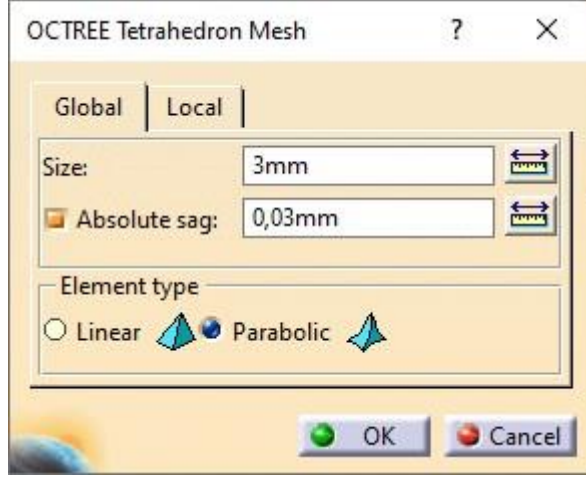 OCTREE Tetrahedron Mesh ? ×
Global Local
Size: 3mm
Absolute sag: 0,03mm
Element type
Linear Parabolic
OK Cancel